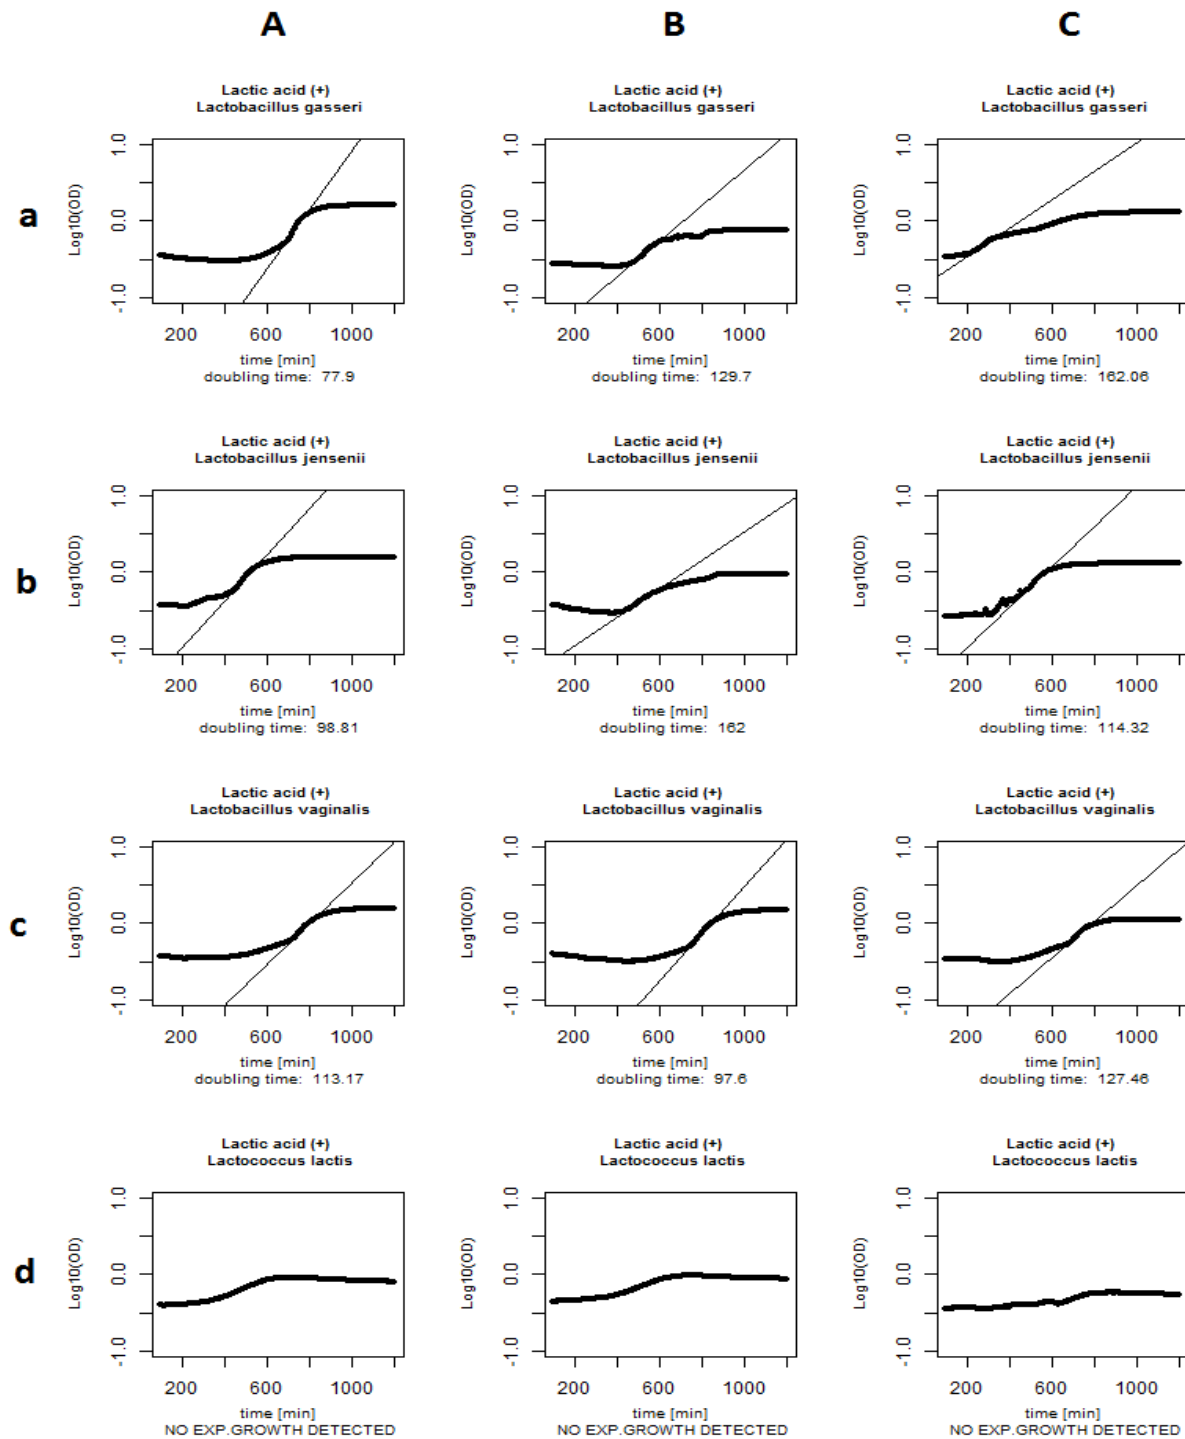 A B C
Lactic acid (+) Lactic acid (+) Lactic acid (+)
Lactobacillus gasseri Lactobacillus gasseri Lactobacillus gasseri
a
Log10(OD) Log10(OD) Log10(OD)
1.0 1.0 1.0
0.0 0.0 0.0
-1.0 -1.0 -1.0
200 600 1000 200 600 1000 200 600 1000
time [min] time [min] time [min]
doubling time: 77.9 doubling time: 129.7 doubling time: 162.06
Lactic acid (+) Lactic acid (+) Lactic acid (+)
Lactobacillus jensenii Lactobacillus jensenii Lactobacillus jensenii
b
Log10(OD) Log10(OD) Log10(OD)
1.0 1.0 1.0
0.0 0.0 0.0
-1.0 -1.0 -1.0
200 600 1000 200 600 1000 200 600 1000
time [min] time [min] time [min]
doubling time: 98.81 doubling time: 162 doubling time: 114.32
Lactic acid (+) Lactic acid (+) Lactic acid (+)
Lactobacillus vaginalis Lactobacillus vaginalis Lactobacillus vaginalis
c
Log10(OD) Log10(OD) Log10(OD)
1.0 1.0 1.0
0.0 0.0 0.0
-1.0 -1.0 -1.0
200 600 1000 200 600 1000 200 600 1000
time [min] time [min] time [min]
doubling time: 113.17 doubling time: 97.6 doubling time: 127.46
Lactic acid (+) Lactic acid (+) Lactic acid (+)
Lactococcus lactis Lactococcus lactis Lactococcus lactis
d
Log10(OD) Log10(OD) Log10(OD)
1.0 1.0 1.0
0.0 0.0 0.0
-1.0 -1.0 -1.0
200 600 1000 200 600 1000 200 600 1000
time [min] time [min] time [min]
NO EXP.GROWTH DETECTED NO EXP.GROWTH DETECTED NO EXP.GROWTH DETECTED